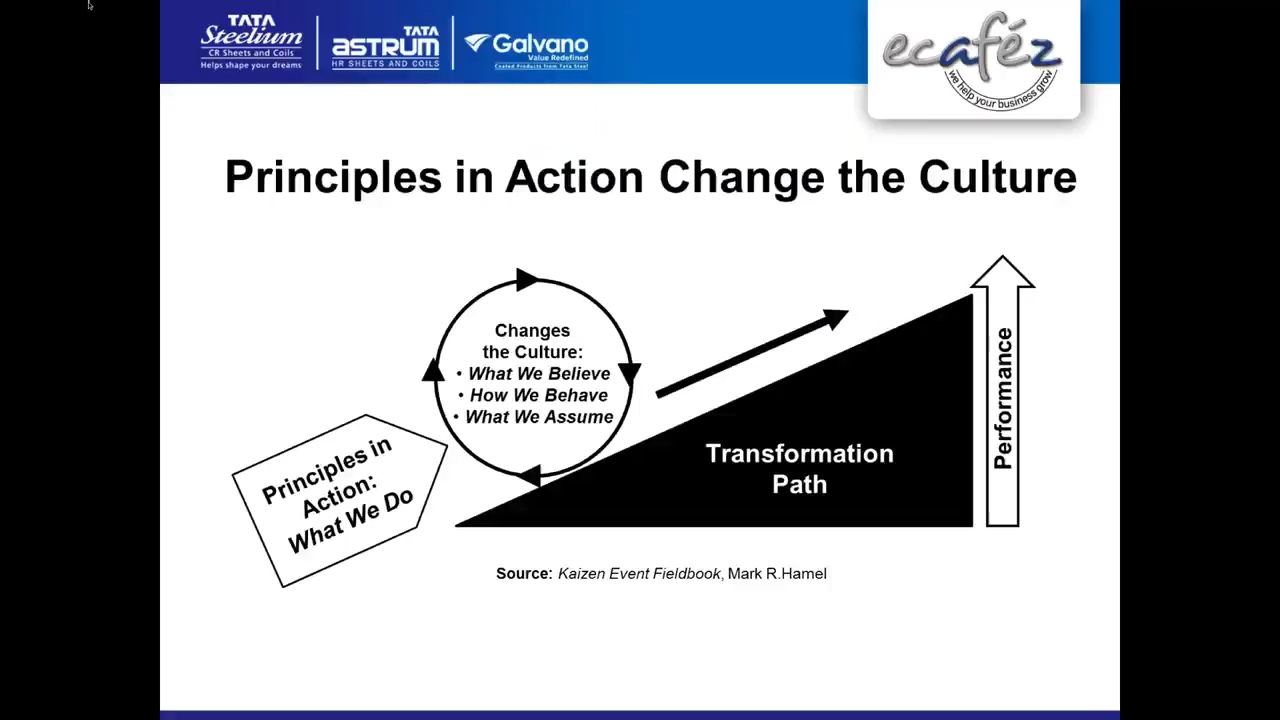 TATA
Steelium
CR Sheets and Coils
Helps shape your dreams
TATA
ASTRUM
HR SHEETS AND COILS
Galvano
Value Redefined
Coated Products from Tata Steel
ecaféz
we help your business grow
Principles in Action Change the Culture
Changes
the Culture:
• What We Believe
• How We Behave
• What We Assume
Principles in
Action:
What We Do
Transformation
Path
Performance
Source: Kaizen Event Fieldbook, Mark R.Hamel